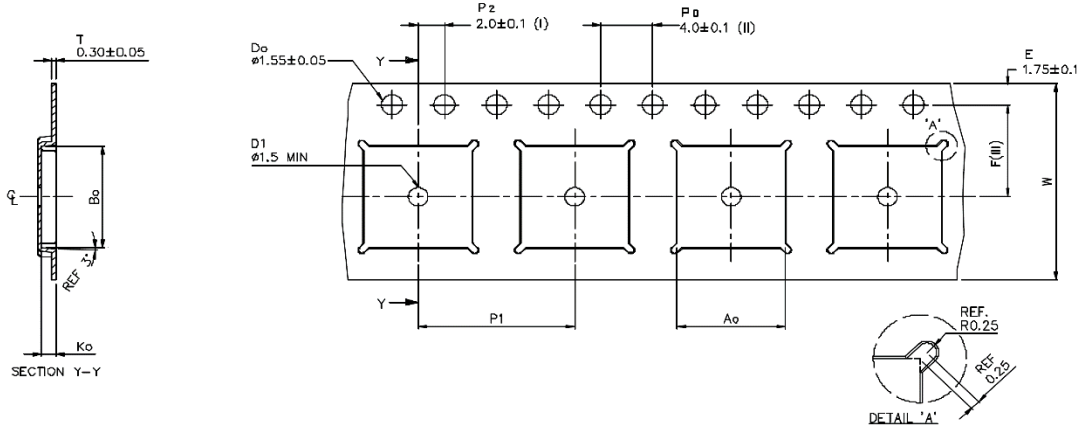 T
0.30±0.05
P2
2.0±0.1 (I)
Po
4.0±0.1 (II)
E
1.75±0.1
Do
ø1.55±0.05
Y
'A'
D1
ø1.5 MIN
F(III)
W
Bo
℄
REF 3°
Y
P1
Ao
Ko
SECTION Y-Y
REF.
R0.25
REF
0.25
DETAIL 'A'